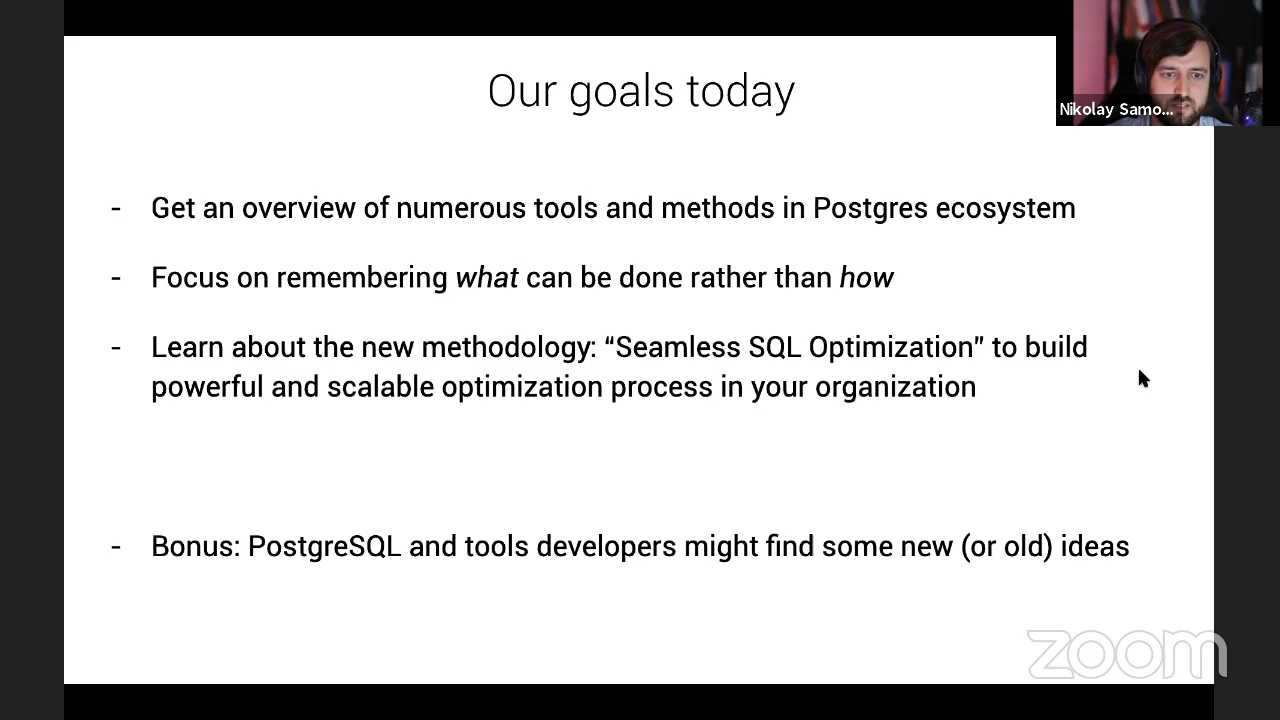 Our goals today
Nikolay Samo...
- Get an overview of numerous tools and methods in Postgres ecosystem
- Focus on remembering what can be done rather than how
- Learn about the new methodology: “Seamless SQL Optimization” to build
powerful and scalable optimization process in your organization
- Bonus: PostgreSQL and tools developers might find some new (or old) ideas
zoom